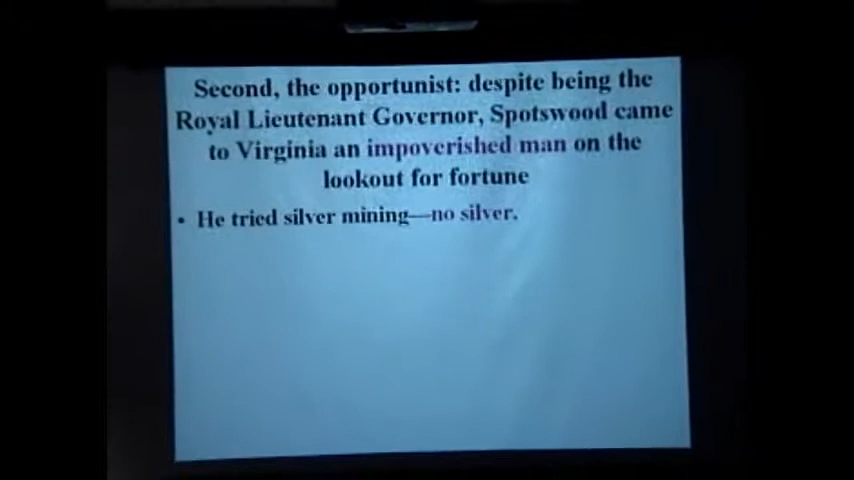 Second, the opportunist: despite being the
Royal Lieutenant Governor, Spotswood came
to Virginia an impoverished man on the
lookout for fortune
• He tried silver mining—no silver.